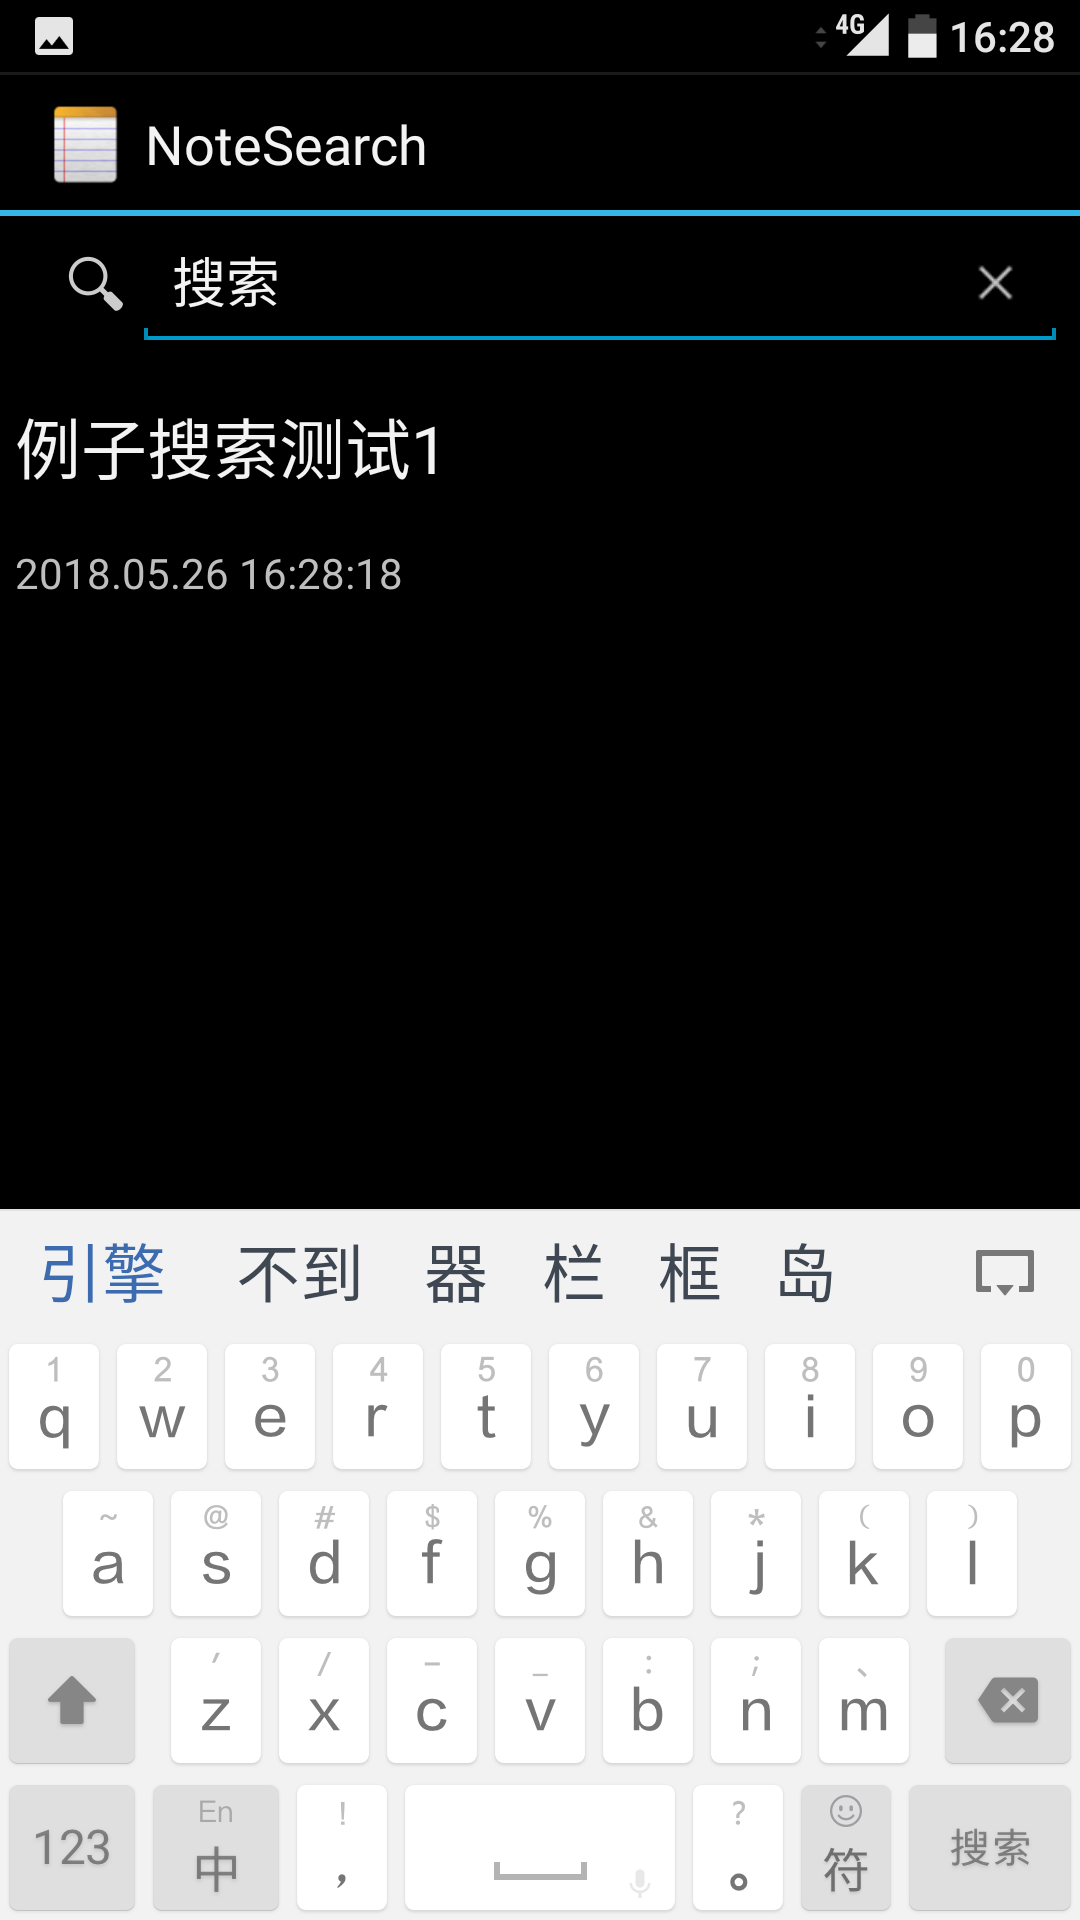 4G 16:28
NoteSearch
搜索
例子搜索测试1
2018.05.26 16:28:18
引擎 不到 器 栏 框 岛
1 2 3 4 5 6 7 8 9 0
q w e r t y u i o p
~ @ # $ % & * ( )
a s d f g h j k l
′ / – _ : ; 、
z x c v b n m
En ! ?
123 中 , 。 符 搜索